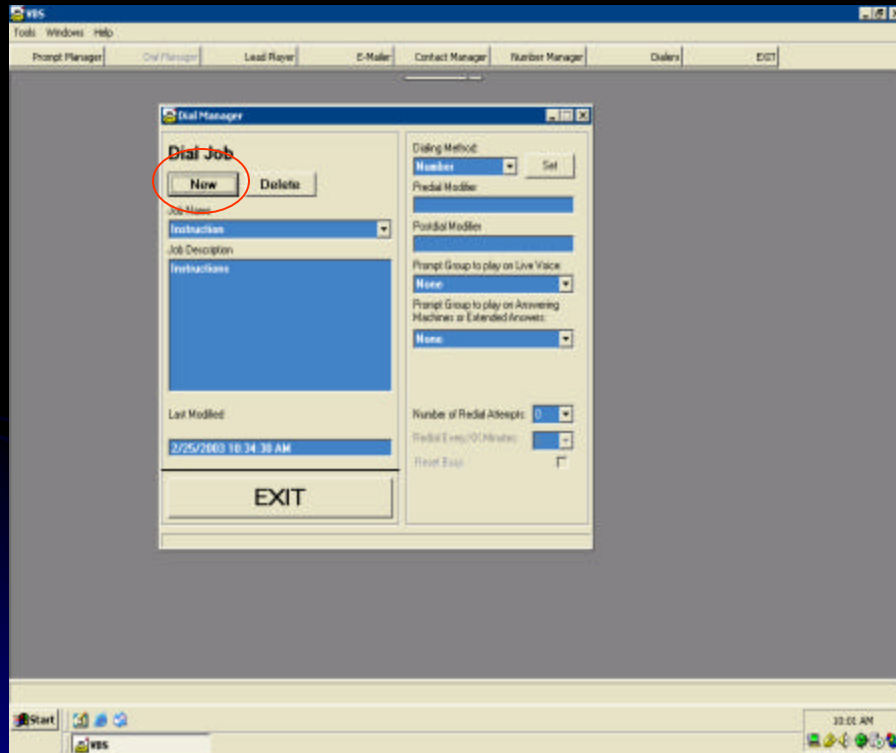 VBS
Tools Windows Help
Prompt Manager Dial Manager Lead Player E-Mailer Contact Manager Number Manager Dialers EXIT
Dial Manager
Dial Job
New Delete
Job Name
Instruction
Job Description
Instructions
Last Modified:
2/25/2003 10:34:30 AM
EXIT
Dialing Method:
Number Set
Predial Modifier
Postdial Modifier
Prompt Group to play on Live Voice:
None
Prompt Group to play on Answering
Machines or Extended Answers:
None
Number of Redial Attempts: 0
Redial Every XX Minutes:
Reset Busy
Start
10:01 AM
VBS